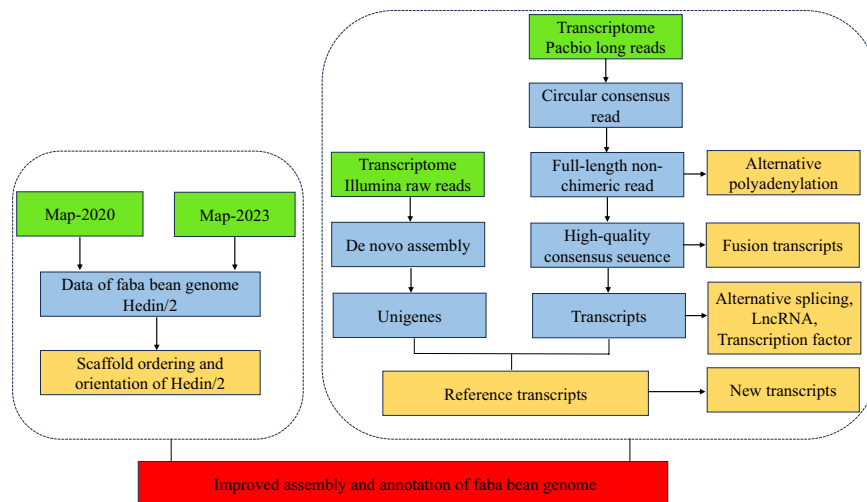 Transcriptome
Pacbio long reads
Circular consensus
read
Transcriptome
Illumina raw reads
Full-length non-
chimeric read
Alternative
polyadenylation
Map-2020
Map-2023
De novo assembly
High-quality
consensus seuence
Fusion transcripts
Data of faba bean genome
Hedin/2
Unigenes
Transcripts
Alternative splicing,
LncRNA,
Transcription factor
Scaffold ordering and
orientation of Hedin/2
Reference transcripts
New transcripts
Improved assembly and annotation of faba bean genome